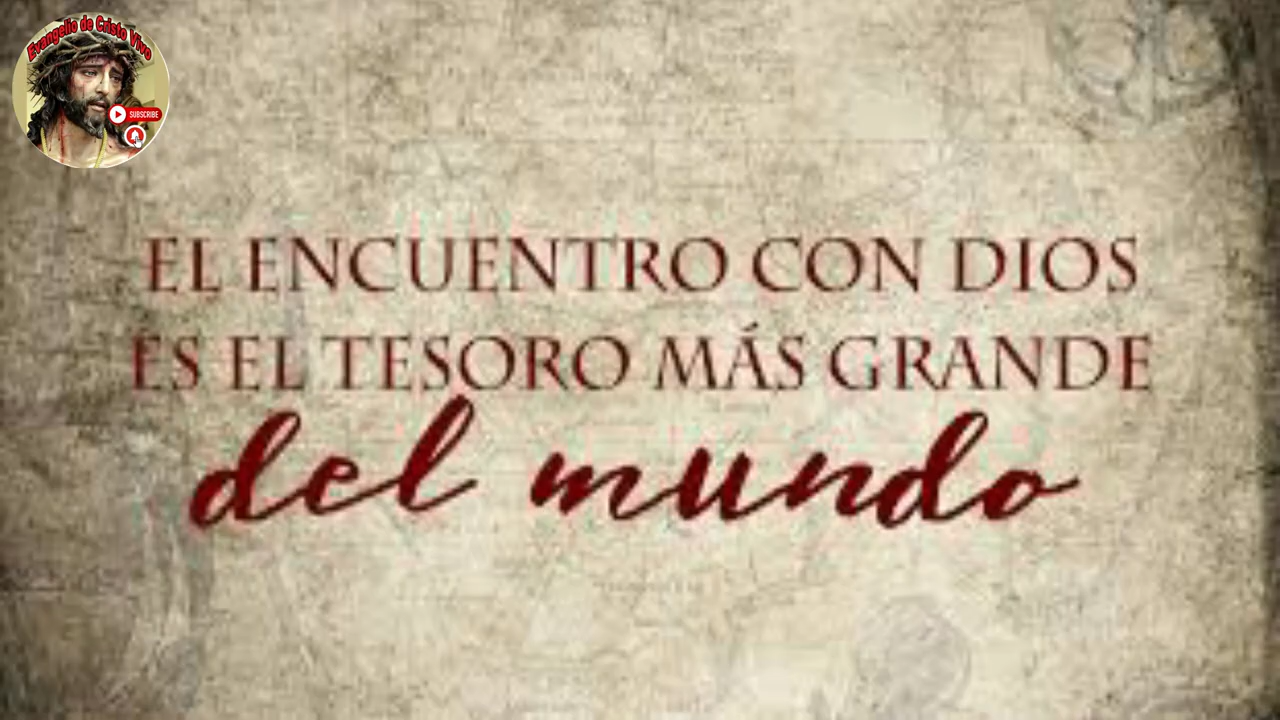 Evangelio de Cristo Vivo
SUBSCRIBE
EL ENCUENTRO CON DIOS
ES EL TESORO MÁS GRANDE
del mundo